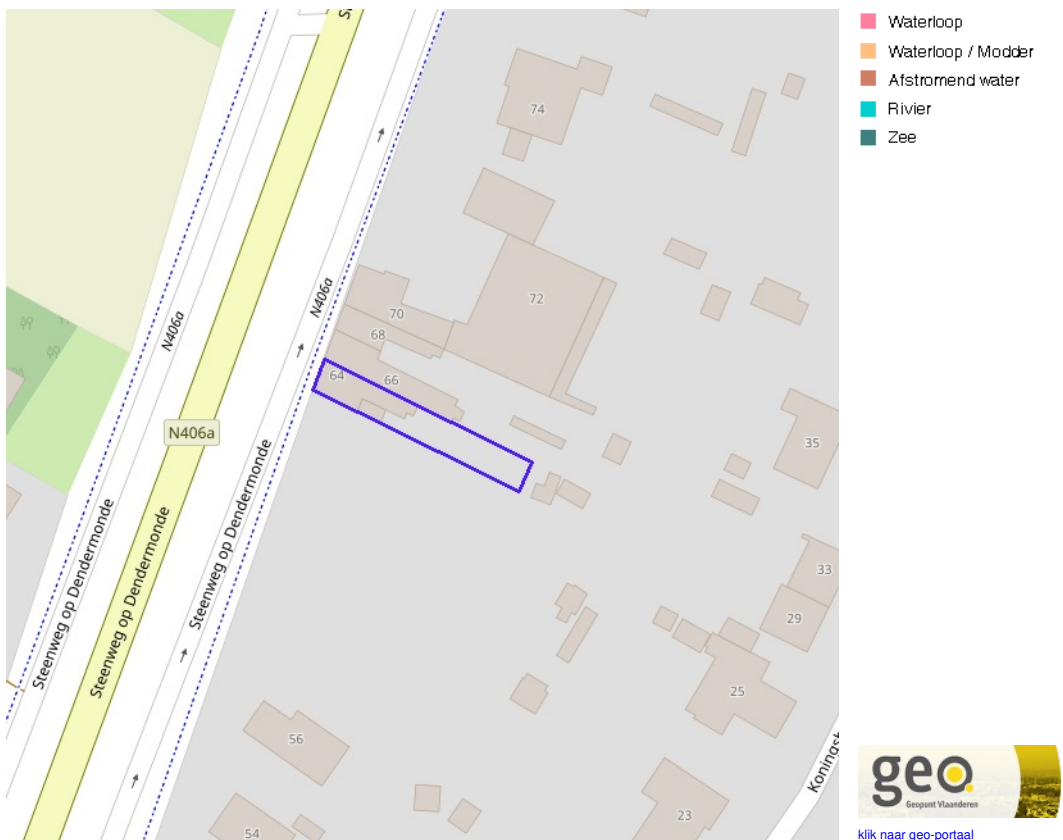 Waterloop
Waterloop / Modder
Afstromend water
Rivier
Zee
74
N406a
N406a
72
70
68
64
66
N406a
35
Steenweg op Dendermonde
Steenweg op Dendermonde
Steenweg op Dendermonde
33
29
25
56
23
54
geo.
Geopunt Vlaanderen
klik naar geo-portaal